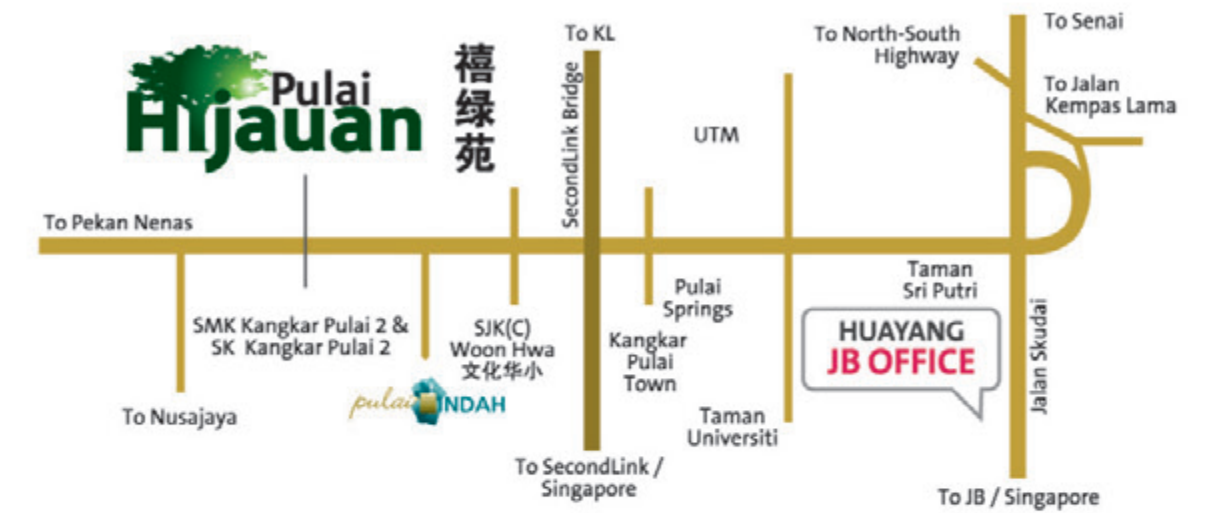 Pulai
Hijauan
禧绿苑
To KL
SecondLink Bridge
UTM
To North-South
Highway
To Senai
To Jalan
Kempas Lama
To Pekan Nenas
Taman
Sri Putri
Pulai
Springs
SMK Kangkar Pulai 2 &
SK Kangkar Pulai 2
SJK(C)
Woon Hwa
文化华小
Kangkar
Pulai
Town
HUAYANG
JB OFFICE
Jalan Skudai
To Nusajaya
pulai INDAH
Taman
Universiti
To SecondLink /
Singapore
To JB / Singapore